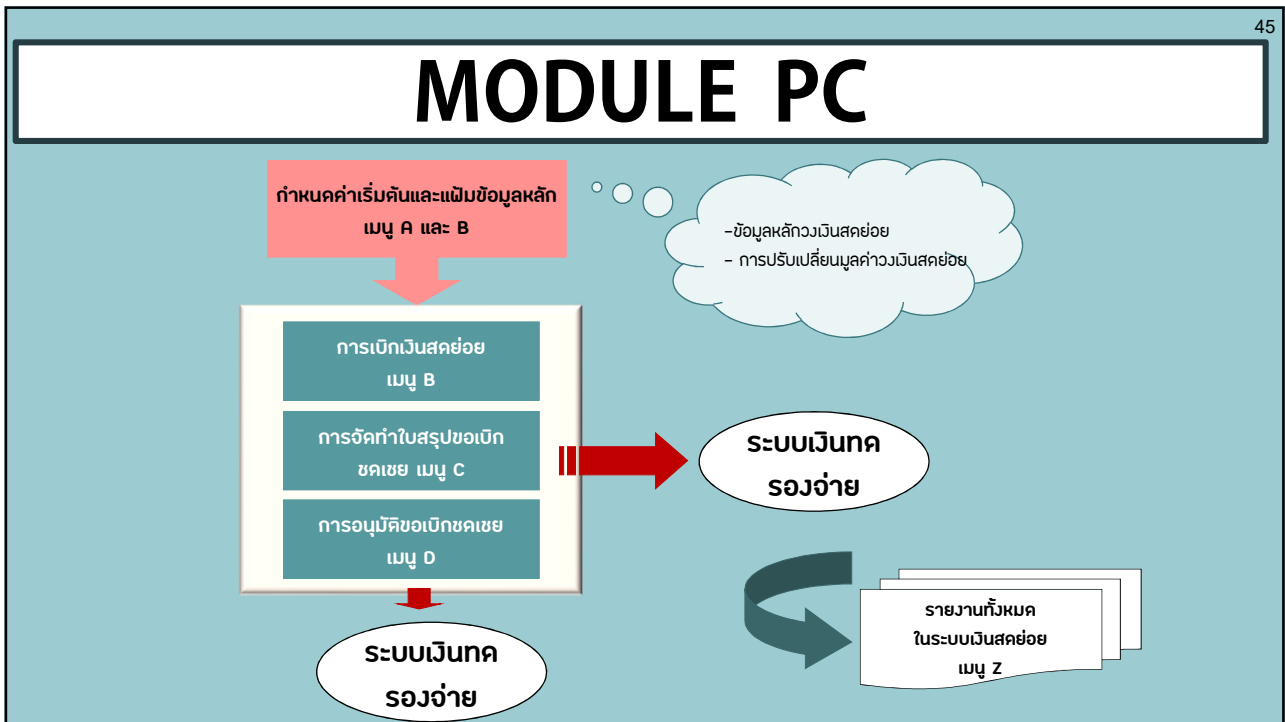 45
MODULE PC
กำหนดค่าเริ่มต้นและแฟ้มข้อมูลหลัก
เมนู A และ B
-ข้อมูลหลักวงเงินสดย่อย
- การปรับเปลี่ยนมูลค่าวงเงินสดย่อย
การเบิกเงินสดย่อย
เมนู B
การจัดทำใบสรุปขอเบิก
ชดเชย เมนู C
การอนุมัติขอเบิกชดเชย
เมนู D
ระบบเงินทด
รองจ่าย
ระบบเงินทด
รองจ่าย
รายงานทั้งหมด
ในระบบเงินสดย่อย
เมนู Z